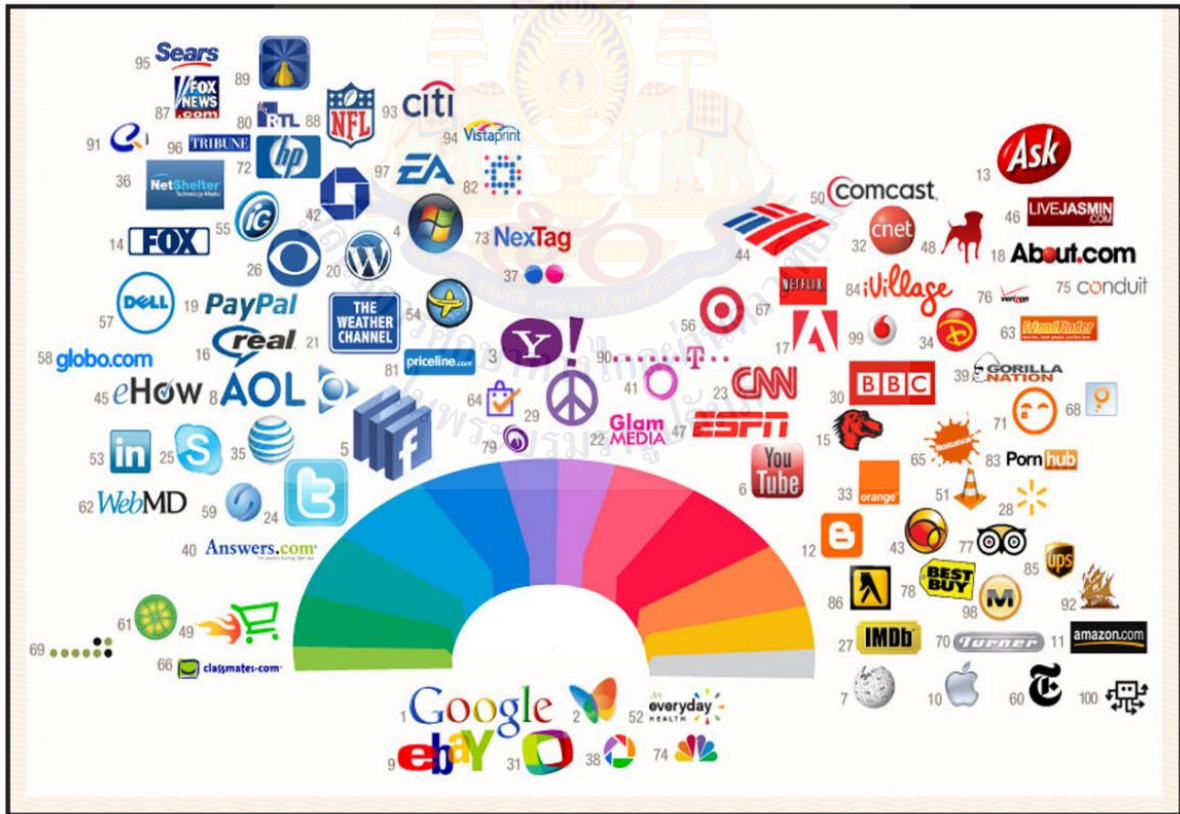 95 Sears
89
87 FOX NEWS .com
80 RTL
88 NFL
93 citi
94 Vistaprint
91
96 TRIBUNE
72 hp
97 EA
82
13 Ask
36 NetShelter Technology Media
42
50 comcast.
46 LIVEJASMIN .COM
55 iG
4
44
32 cnet
48
14 FOX
26
20 W
73 NexTag
18 About.com
37
67 NETFLIX
84 iVillage
76 verizon
75 conduit
57 DELL
19 PayPal
21 THE WEATHER CHANNEL
54
56
17
99
34
63 FriendFinder
58 globo.com
16 real
81 priceline.com
3 Y!
90 T
39 GORILLA NATION
45 eHow
8 AOL
64
29
41
23 CNN
30 BBC
71
68
5 f
79
22 Glam MEDIA
47 ESPN
15
53 in
25 S
35
65
83 Pornhub
6 You Tube
33 orange
51
28
62 WebMD
59
24 t
40 Answers.com
12 B
43
77
85 ups
86
78 BEST BUY
98 M
92
61
49
27 IMDb
70 Turner
11 amazon.com
69
66 classmates.com
7
10
60 T
100
1 Google
2
52 everyday HEALTH
9 ebay
31
38
74